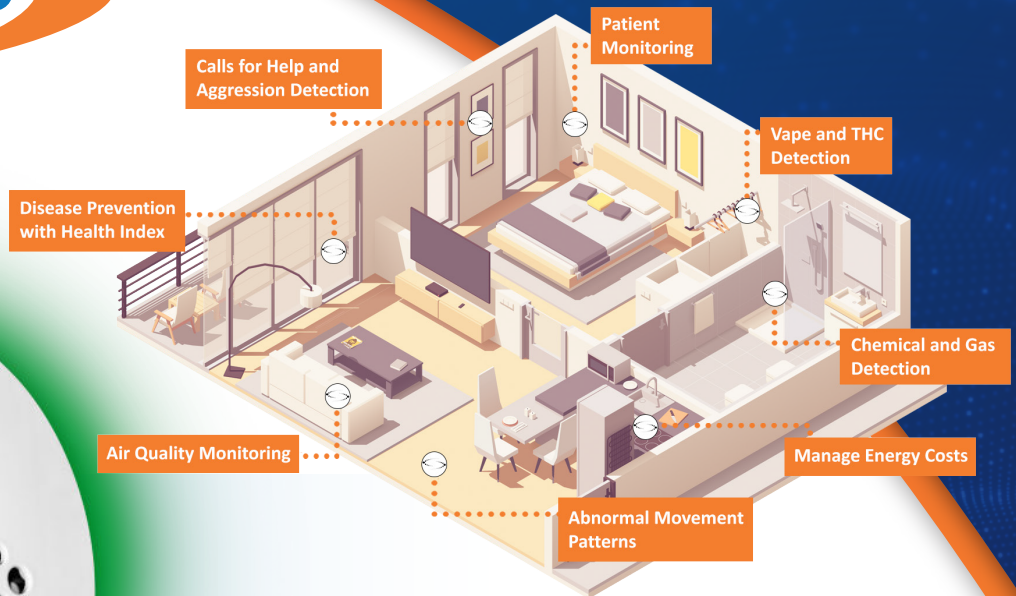 Patient
Monitoring
Calls for Help and
Aggression Detection
Vape and THC
Detection
Disease Prevention
with Health Index
Chemical and Gas
Detection
Air Quality Monitoring
Manage Energy Costs
Abnormal Movement
Patterns